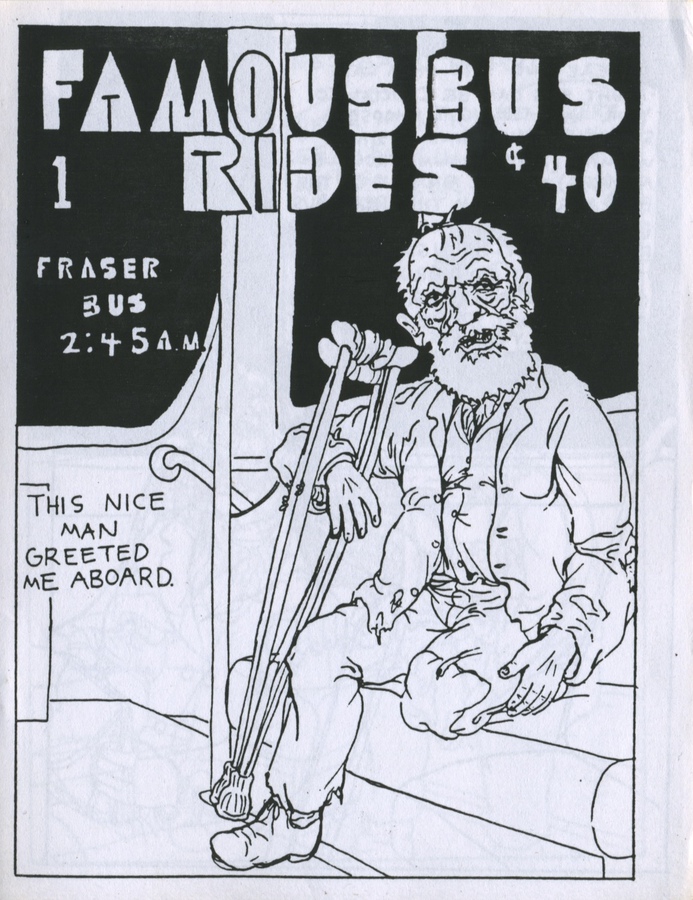 FAMOUS BUS
1 RIDES ¢ 40
FRASER
BUS
2:45 A.M.
THIS NICE
MAN
GREETED
ME ABOARD.